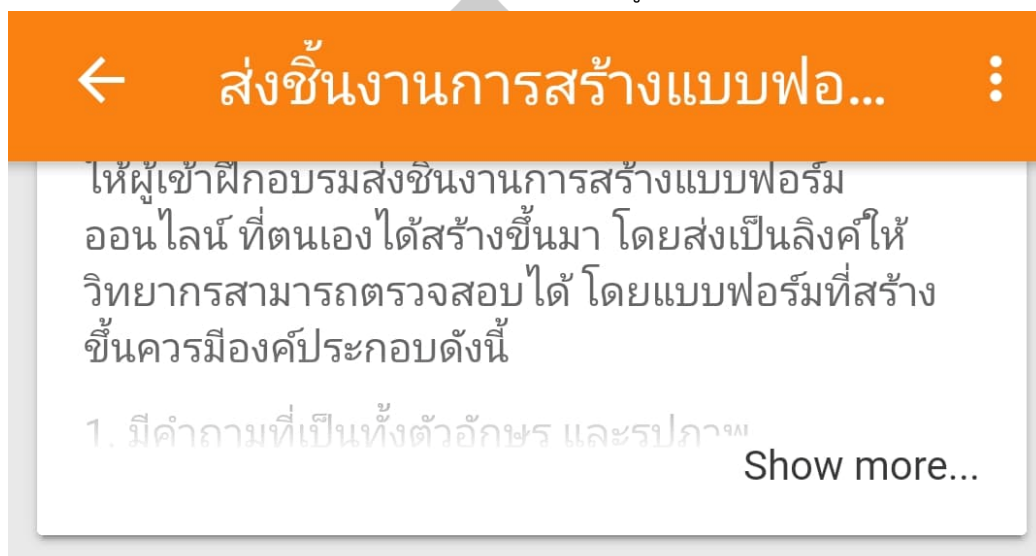 ส่งชิ้นงานการสร้างแบบฟอ...
ให้ผู้เข้าฝึกอบรมส่งชิ้นงานการสร้างแบบฟอร์ม
ออนไลน์ ที่ตนเองได้สร้างขึ้นมา โดยส่งเป็นลิงค์ให้
วิทยากรสามารถตรวจสอบได้ โดยแบบฟอร์มที่สร้าง
ขึ้นควรมีองค์ประกอบดังนี้
1. มีคำถามที่เป็นทั้งตัวอักษร และรูปภาพ
Show more...